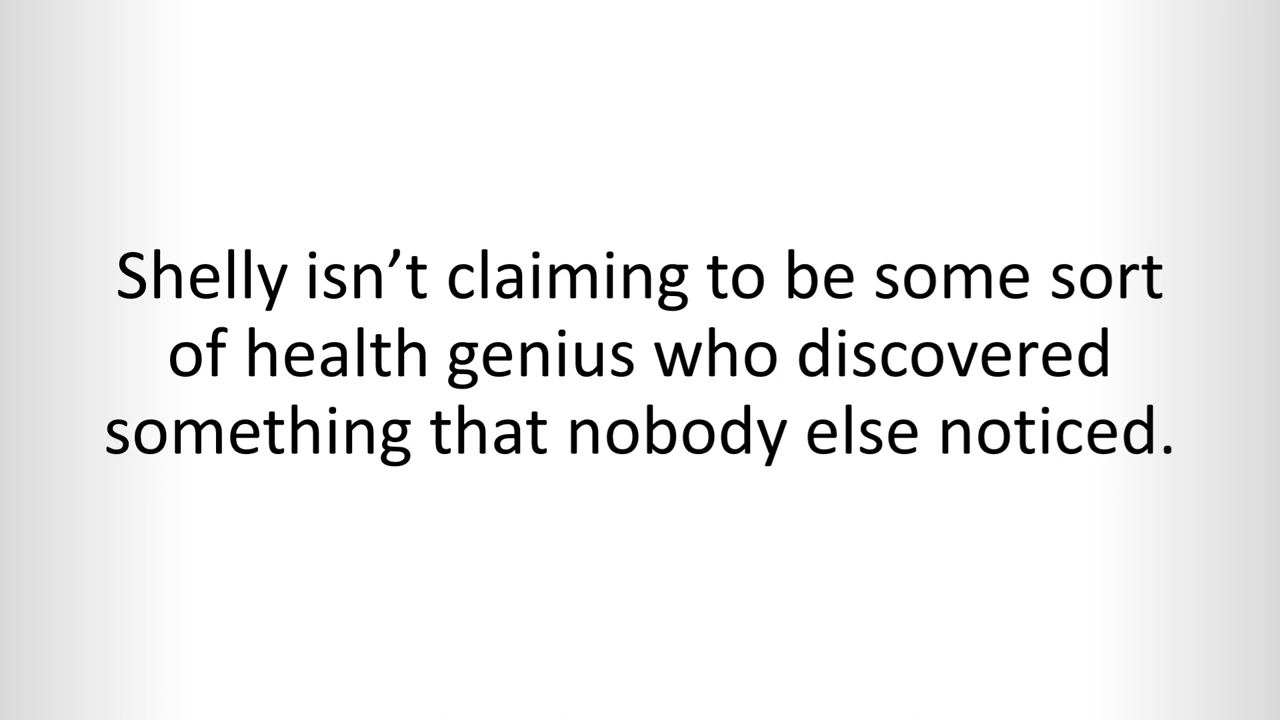 Shelly isn’t claiming to be some sort
of health genius who discovered
something that nobody else noticed.